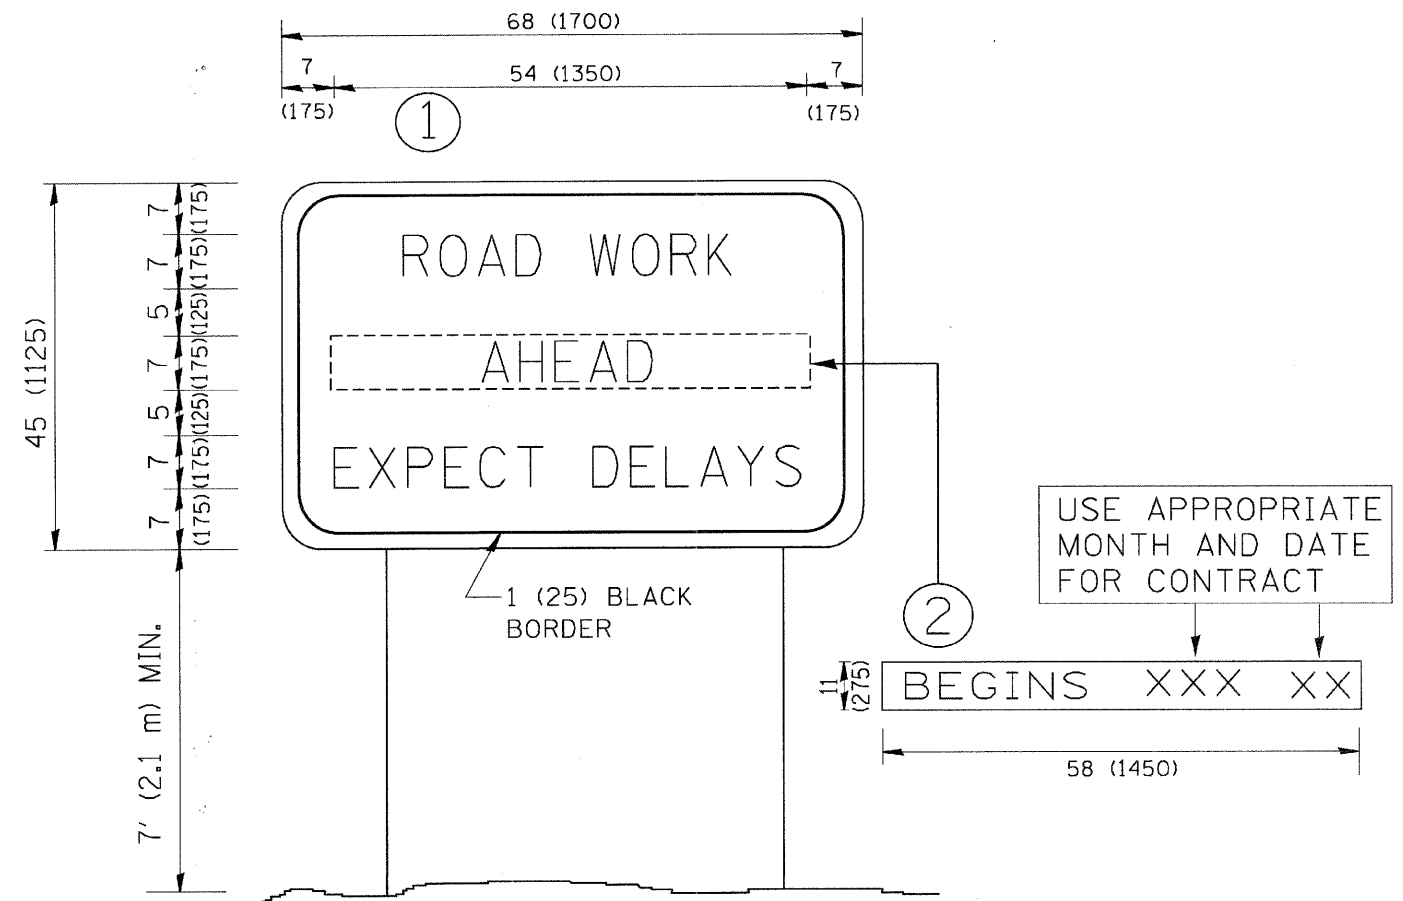 68 (1700)
7
54 (1350)
7
(175)
(175)
1
45 (1125)
7
(175)
7
(175)
5
(125)
7
(175)
5
(125)
7
(175)
7
(175)
ROAD WORK
AHEAD
EXPECT DELAYS
1 (25) BLACK
BORDER
7' (2.1 m) MIN.
USE APPROPRIATE
MONTH AND DATE
FOR CONTRACT
2
11
(275)
BEGINS XXX XX
58 (1450)